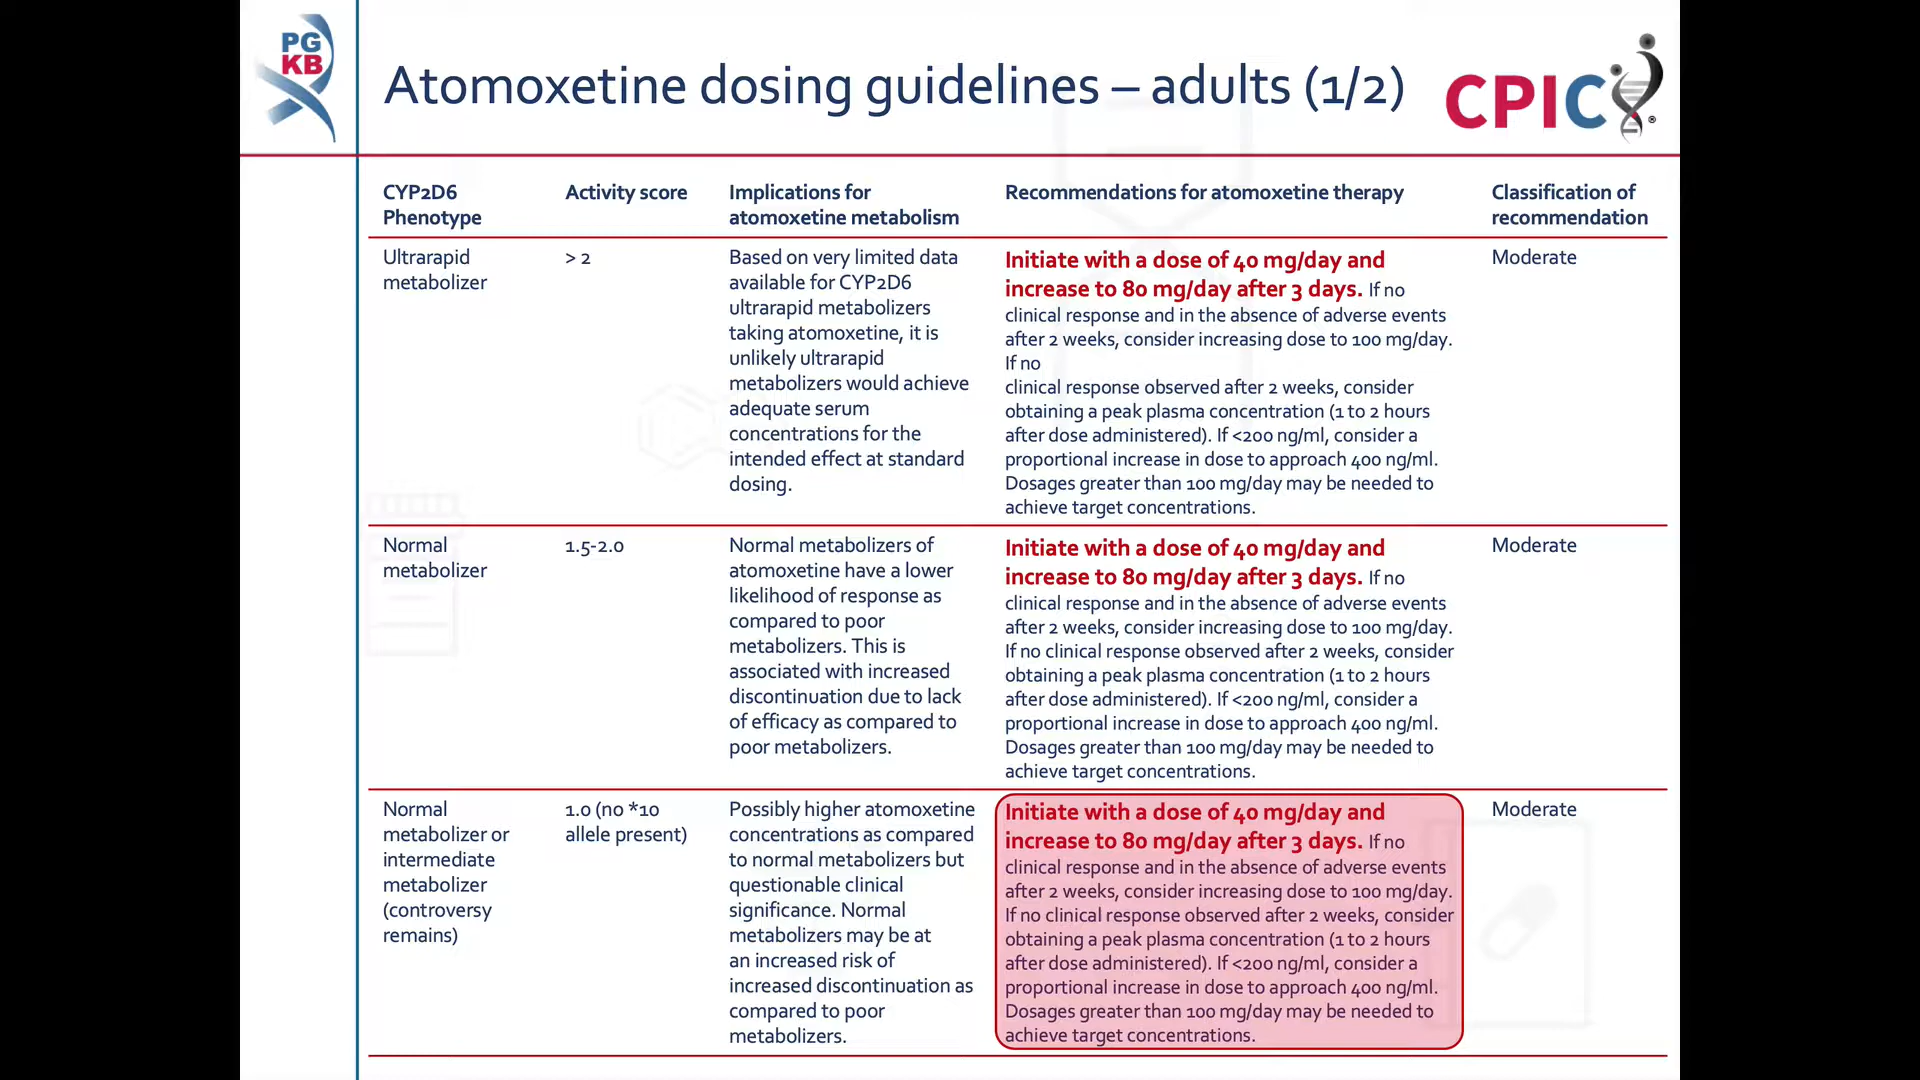 PG
KB
Atomoxetine dosing guidelines – adults (1/2)
CPIC®
CYP2D6
Phenotype
Activity score
Implications for
atomoxetine metabolism
Recommendations for atomoxetine therapy
Classification of
recommendation
Ultrarapid
metabolizer
> 2
Based on very limited data
available for CYP2D6
ultrarapid metabolizers
taking atomoxetine, it is
unlikely ultrarapid
metabolizers would achieve
adequate serum
concentrations for the
intended effect at standard
dosing.
Initiate with a dose of 40 mg/day and
increase to 80 mg/day after 3 days. If no
clinical response and in the absence of adverse events
after 2 weeks, consider increasing dose to 100 mg/day.
If no
clinical response observed after 2 weeks, consider
obtaining a peak plasma concentration (1 to 2 hours
after dose administered). If <200 ng/ml, consider a
proportional increase in dose to approach 400 ng/ml.
Dosages greater than 100 mg/day may be needed to
achieve target concentrations.
Moderate
Normal
metabolizer
1.5-2.0
Normal metabolizers of
atomoxetine have a lower
likelihood of response as
compared to poor
metabolizers. This is
associated with increased
discontinuation due to lack
of efficacy as compared to
poor metabolizers.
Initiate with a dose of 40 mg/day and
increase to 80 mg/day after 3 days. If no
clinical response and in the absence of adverse events
after 2 weeks, consider increasing dose to 100 mg/day.
If no clinical response observed after 2 weeks, consider
obtaining a peak plasma concentration (1 to 2 hours
after dose administered). If <200 ng/ml, consider a
proportional increase in dose to approach 400 ng/ml.
Dosages greater than 100 mg/day may be needed to
achieve target concentrations.
Moderate
Normal
metabolizer or
intermediate
metabolizer
(controversy
remains)
1.0 (no *10
allele present)
Possibly higher atomoxetine
concentrations as compared
to normal metabolizers but
questionable clinical
significance. Normal
metabolizers may be at
an increased risk of
increased discontinuation as
compared to poor
metabolizers.
Initiate with a dose of 40 mg/day and
increase to 80 mg/day after 3 days. If no
clinical response and in the absence of adverse events
after 2 weeks, consider increasing dose to 100 mg/day.
If no clinical response observed after 2 weeks, consider
obtaining a peak plasma concentration (1 to 2 hours
after dose administered). If <200 ng/ml, consider a
proportional increase in dose to approach 400 ng/ml.
Dosages greater than 100 mg/day may be needed to
achieve target concentrations.
Moderate